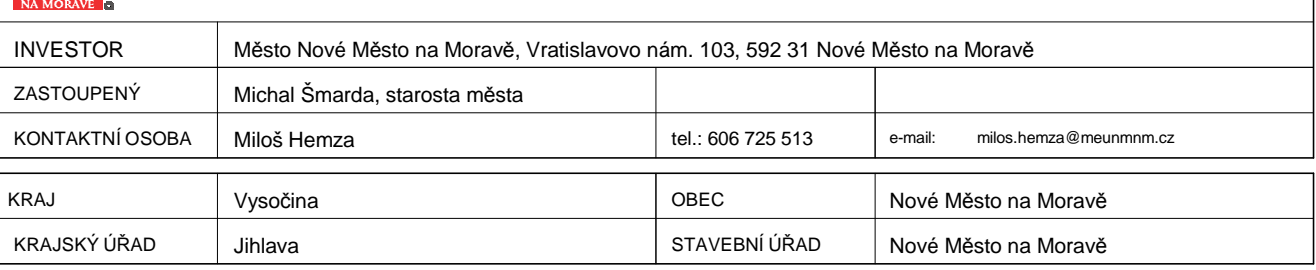 NA MORAVĚ
INVESTOR Město Nové Město na Moravě, Vratislavovo nám. 103, 592 31 Nové Město na Moravě
ZASTOUPENÝ Michal Šmarda, starosta města
KONTAKTNÍ OSOBA Miloš Hemza tel.: 606 725 513 e-mail: milos.hemza@meunmnm.cz
KRAJ Vysočina OBEC Nové Město na Moravě
KRAJSKÝ ÚŘAD Jihlava STAVEBNÍ ÚŘAD Nové Město na Moravě